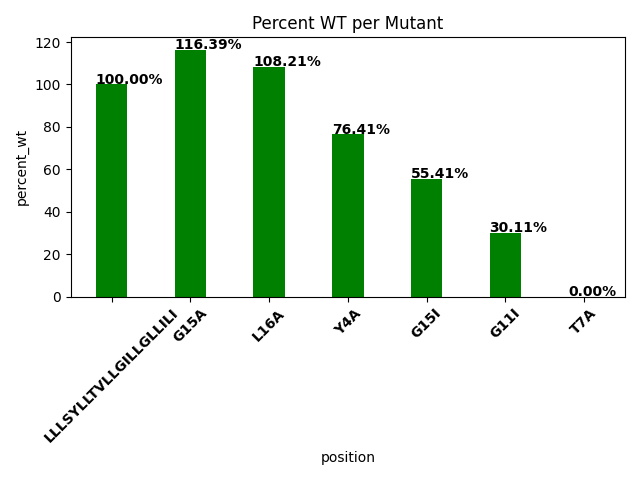 Percent WT per Mutant
percent_wt
120
100
80
60
40
20
0
100.00%
116.39%
108.21%
76.41%
55.41%
30.11%
0.00%
LLLSYLLTVLLGILLGLLILI
G15A
L16A
Y4A
G15I
G11I
T7A
position